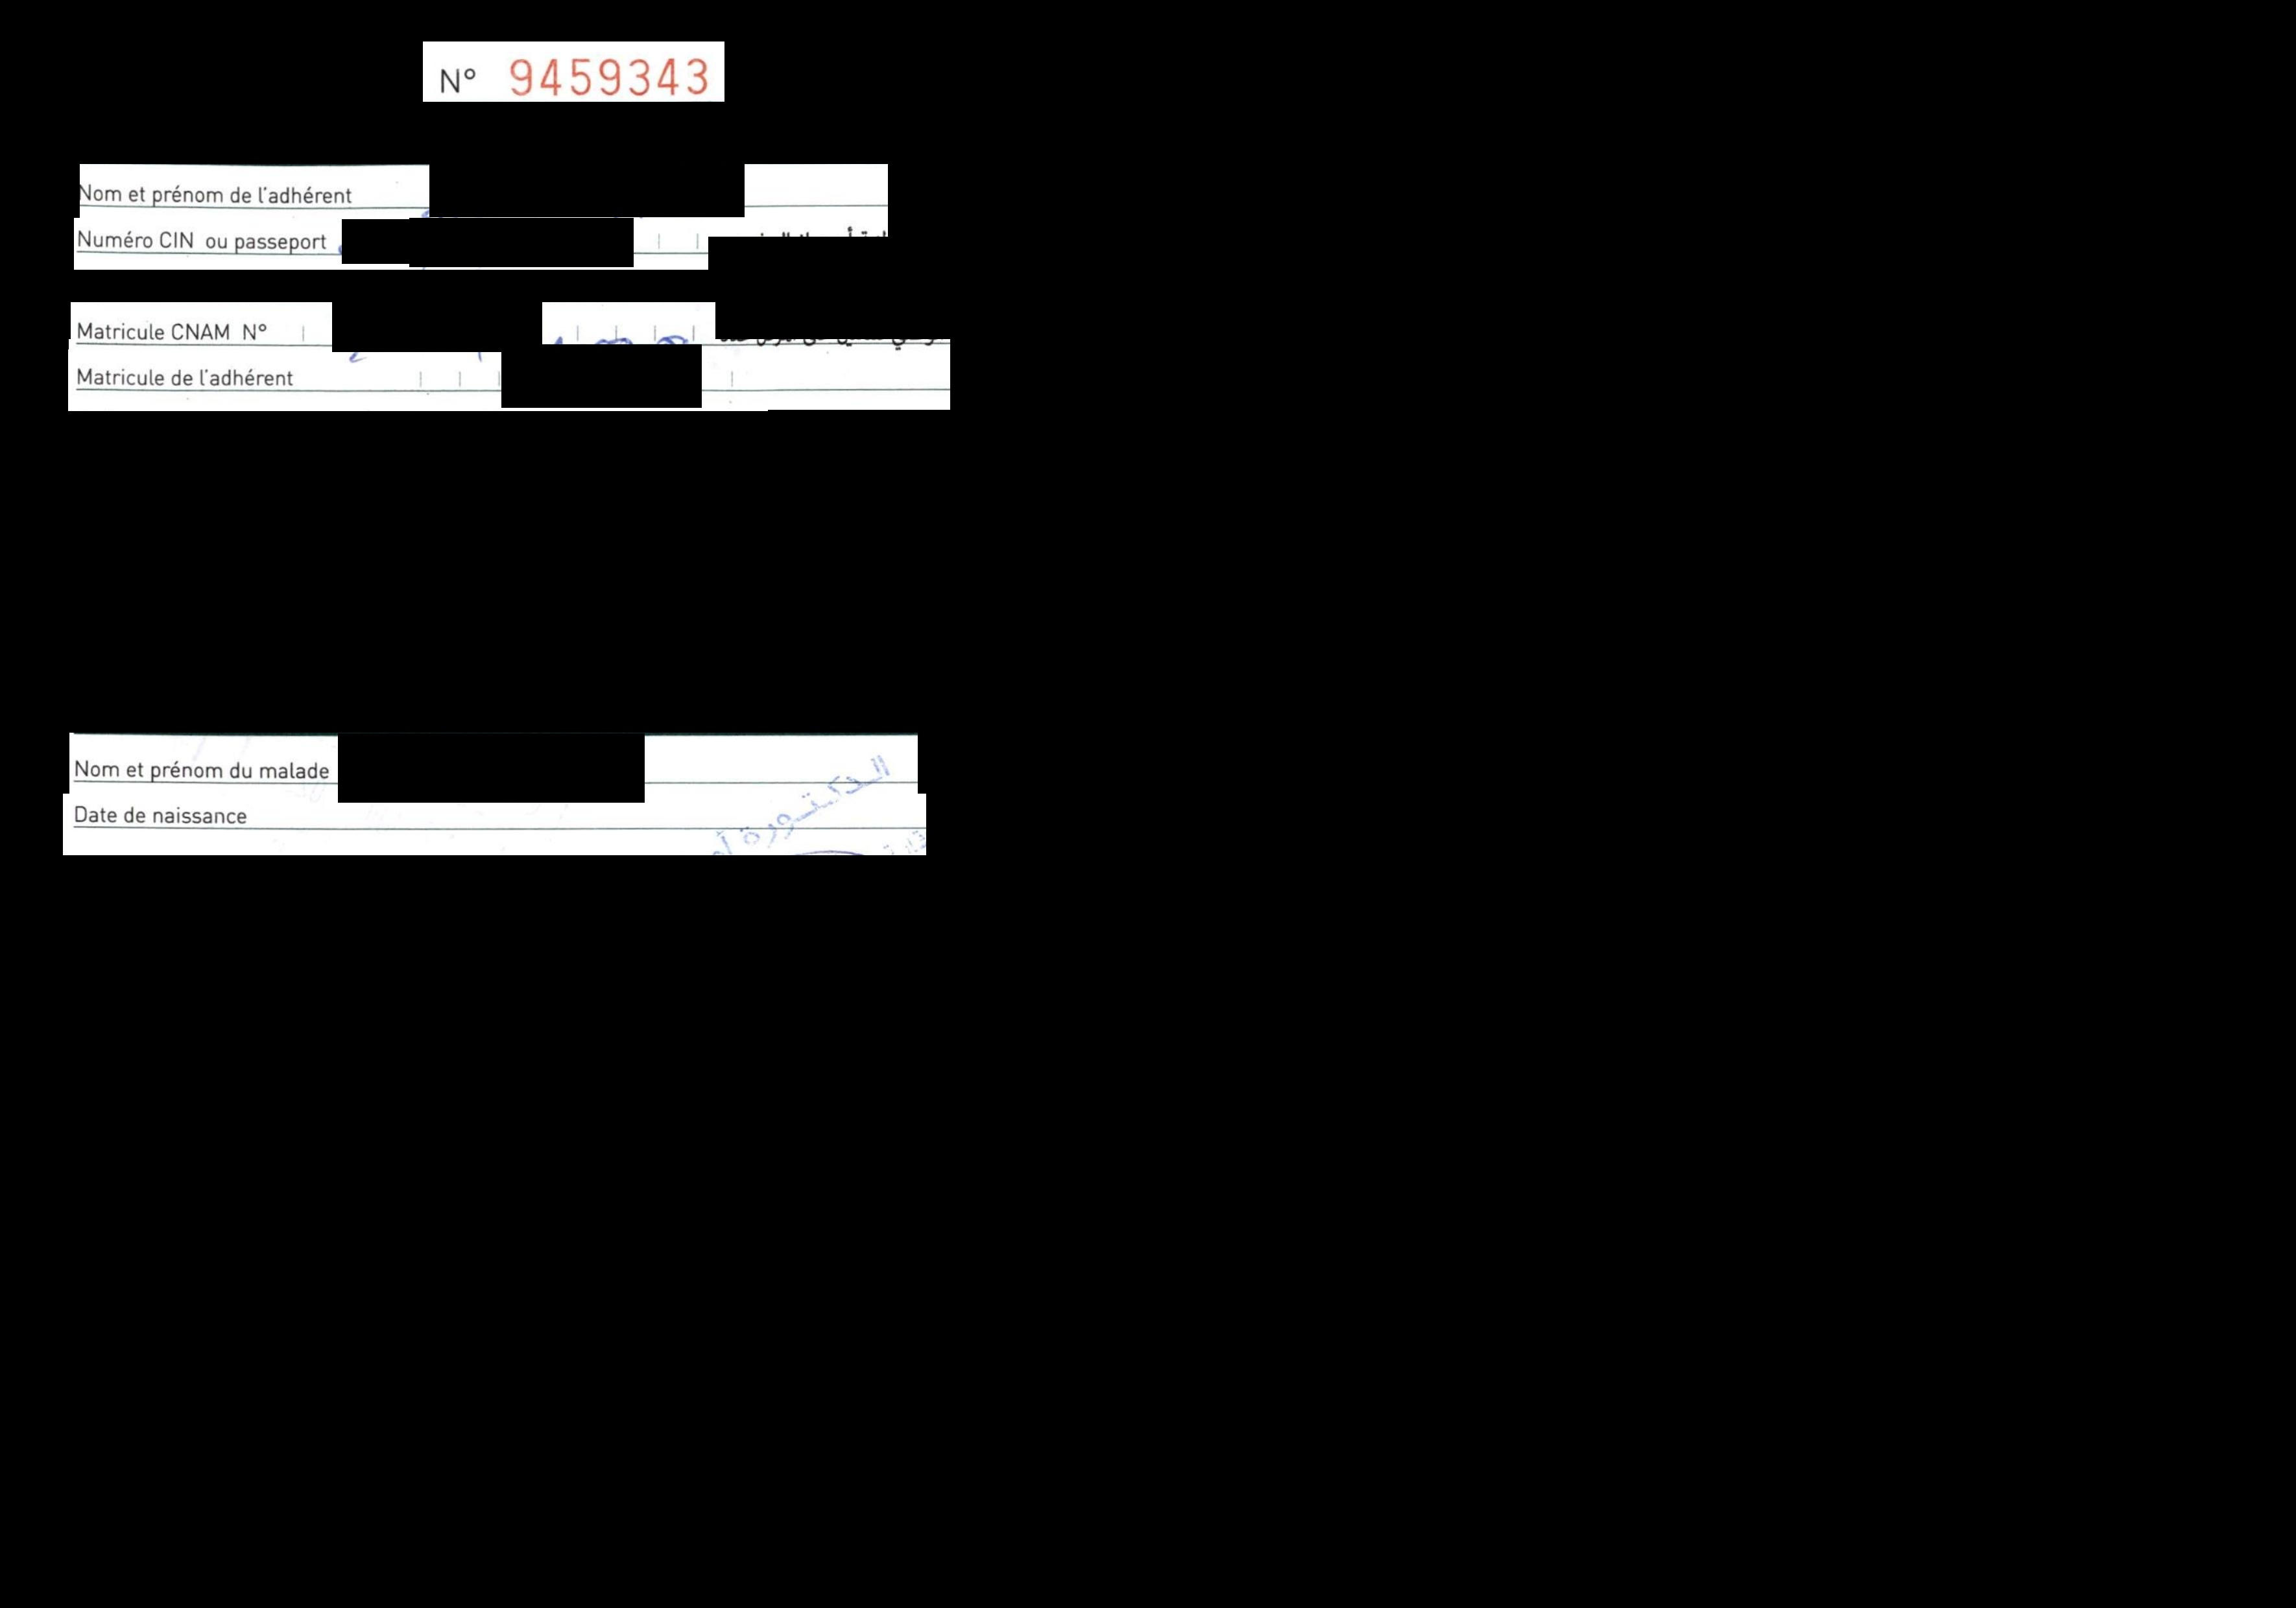 N° 9459343
Nom et prénom de l'adhérent
Numéro CIN ou passeport
Matricule CNAM N°
Matricule de l'adhérent
Nom et prénom du malade
الدكتورة
Date de naissance